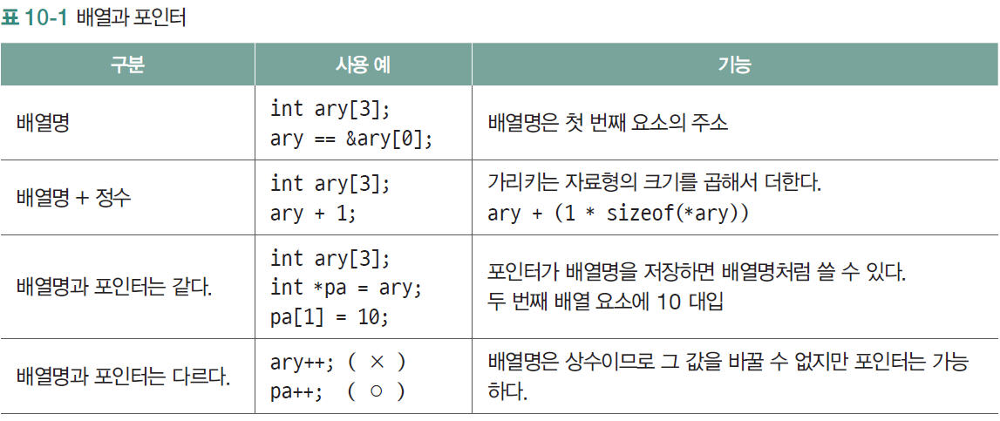 표 10-1 배열과 포인터
구분 사용 예 기능
배열명
int ary[3];
ary == &ary[0];
배열명은 첫 번째 요소의 주소
배열명 + 정수
int ary[3];
ary + 1;
가리키는 자료형의 크기를 곱해서 더한다.
ary + (1 * sizeof(*ary))
배열명과 포인터는 같다.
int ary[3];
int *pa = ary;
pa[1] = 10;
포인터가 배열명을 저장하면 배열명처럼 쓸 수 있다.
두 번째 배열 요소에 10 대입
배열명과 포인터는 다르다.
ary++; ( × )
pa++; ( ○ )
배열명은 상수이므로 그 값을 바꿀 수 없지만 포인터는 가능
하다.